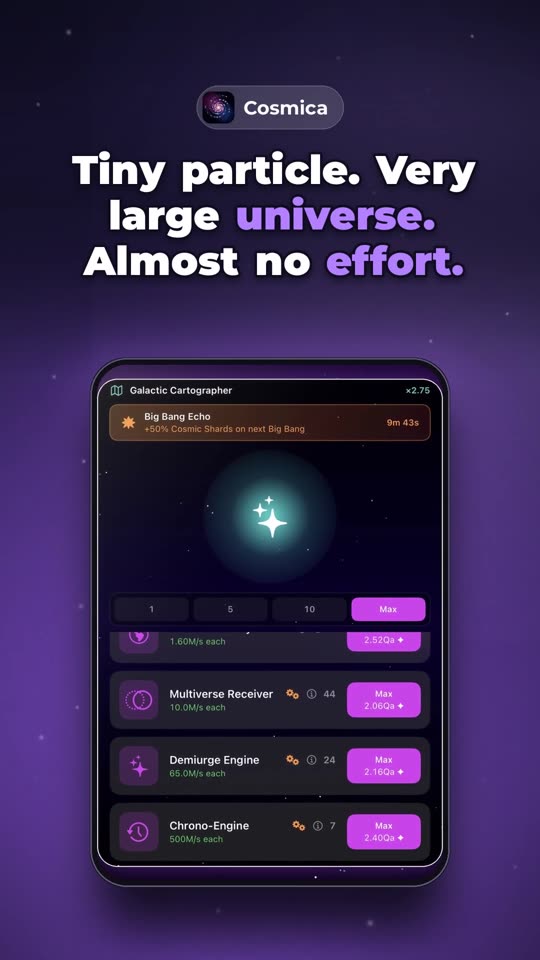 Cosmica
Tiny particle. Very
large universe.
Almost no effort.
Galactic Cartographer
×2.75
Big Bang Echo
+50% Cosmic Shards on next Big Bang
9m 43s
1
5
10
Max
1.60M/s each
2.52Qa
Multiverse Receiver
44
10.0M/s each
Max
2.06Qa
Demiurge Engine
24
65.0M/s each
Max
2.16Qa
Chrono-Engine
7
500M/s each
Max
2.40Qa